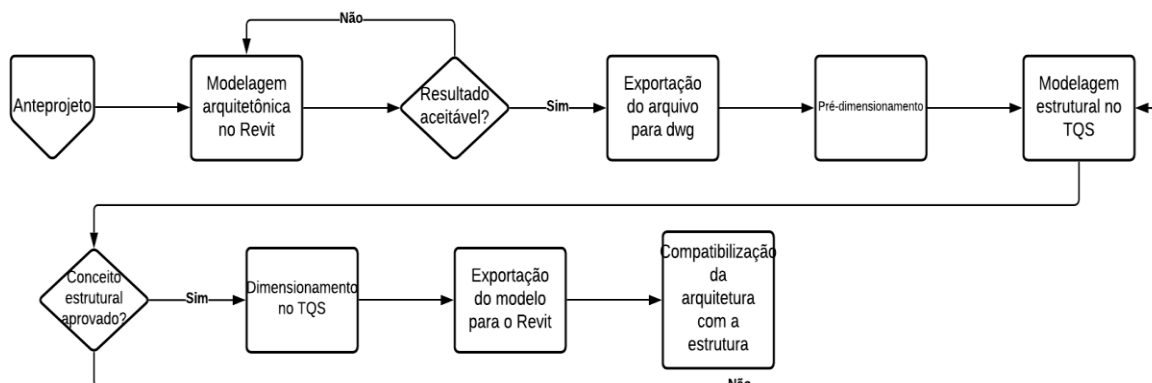 Não
Anteprojeto
Modelagem
arquitetônica
no Revit
Resultado
aceitável?
Sim
Exportação
do arquivo
para dwg
Pré-dimensionamento
Modelagem
estrutural no
TQS
Conceito
estrutural
aprovado?
Sim
Dimensionamento
no TQS
Exportação
do modelo
para o Revit
Compatibilização
da
arquitetura
com a
estrutura
Não